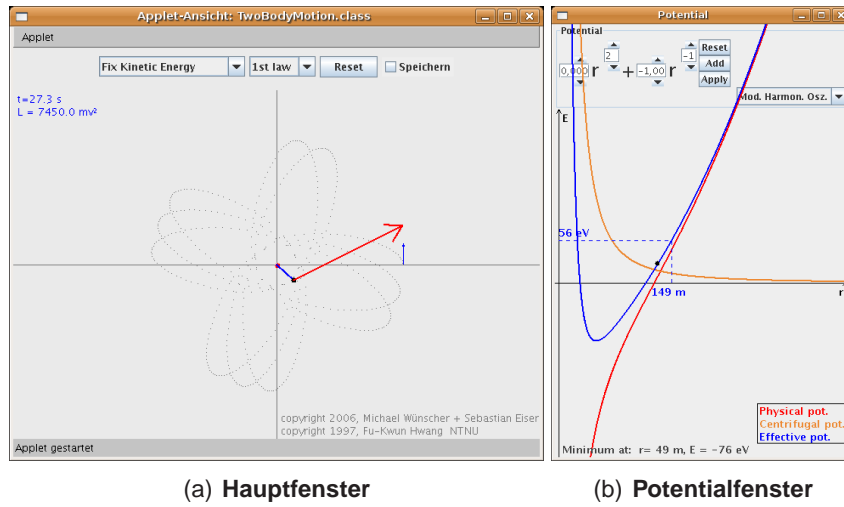 Applet-Ansicht: TwoBodyMotion.class
Applet
Fix Kinetic Energy 1st law Reset Speichern
t=27.3 s
L = 7450.0 mv²
copyright 2006, Michael Wünscher + Sebastian Eiser
copyright 1997, Fu-Kwun Hwang NTNU
Applet gestartet
(a) Hauptfenster
Potential
Potential
0,000 r 2 + -1,00 r -1
Reset
Add
Apply
Mod. Harmon. Osz.
E
56 eV
149 m
r
Physical pot.
Centrifugal pot.
Effective pot.
Minimum at: r= 49 m, E = -76 eV
(b) Potentialfenster